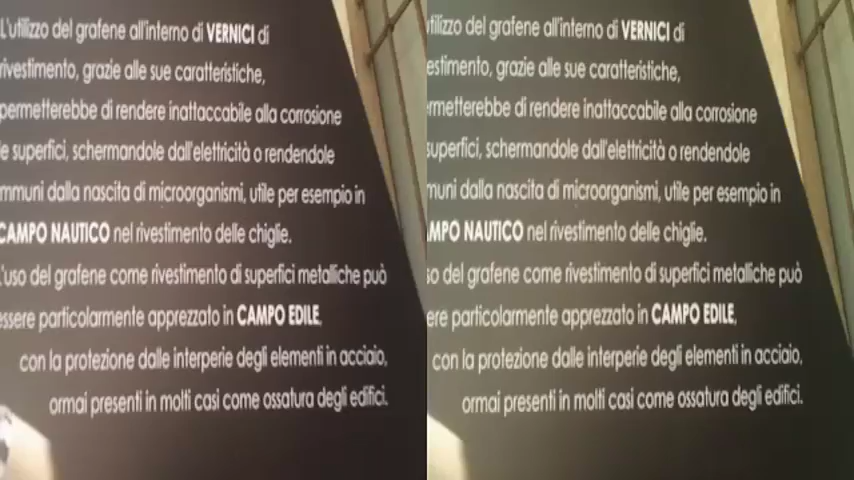 L'utilizzo del grafene all'interno di VERNICI di
rivestimento, grazie alle sue caratteristiche,
permetterebbe di rendere inattaccabile alla corrosione
le superfici, schermandole dall'elettricità o rendendole
mmuni dalla nascita di microorganismi, utile per esempio in
CAMPO NAUTICO nel rivestimento delle chiglie.
L'uso del grafene come rivestimento di superfici metalliche può
essere particolarmente apprezzato in CAMPO EDILE,
con la protezione dalle interperie degli elementi in acciaio,
ormai presenti in molti casi come ossatura degli edifici.
tilizzo del grafene all'interno di VERNICI di
estimento, grazie alle sue caratteristiche,
rmetterebbe di rendere inattaccabile alla corrosione
superfici, schermandole dall'elettricità o rendendole
muni dalla nascita di microorganismi, utile per esempio in
MPO NAUTICO nel rivestimento delle chiglie.
so del grafene come rivestimento di superfici metalliche può
ere particolarmente apprezzato in CAMPO EDILE,
con la protezione dalle interperie degli elementi in acciaio,
ormai presenti in molti casi come ossatura degli edifici.